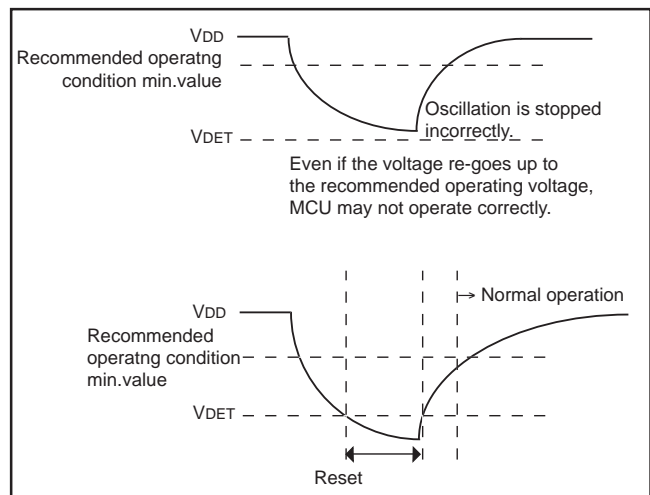 VDD
Recommended operatng
condition min.value
Oscillation is stopped
incorrectly.
VDET
Even if the voltage re-goes up to
the recommended operating voltage,
MCU may not operate correctly.
→ Normal operation
VDD
Recommended
operatng condition
min.value
VDET
Reset